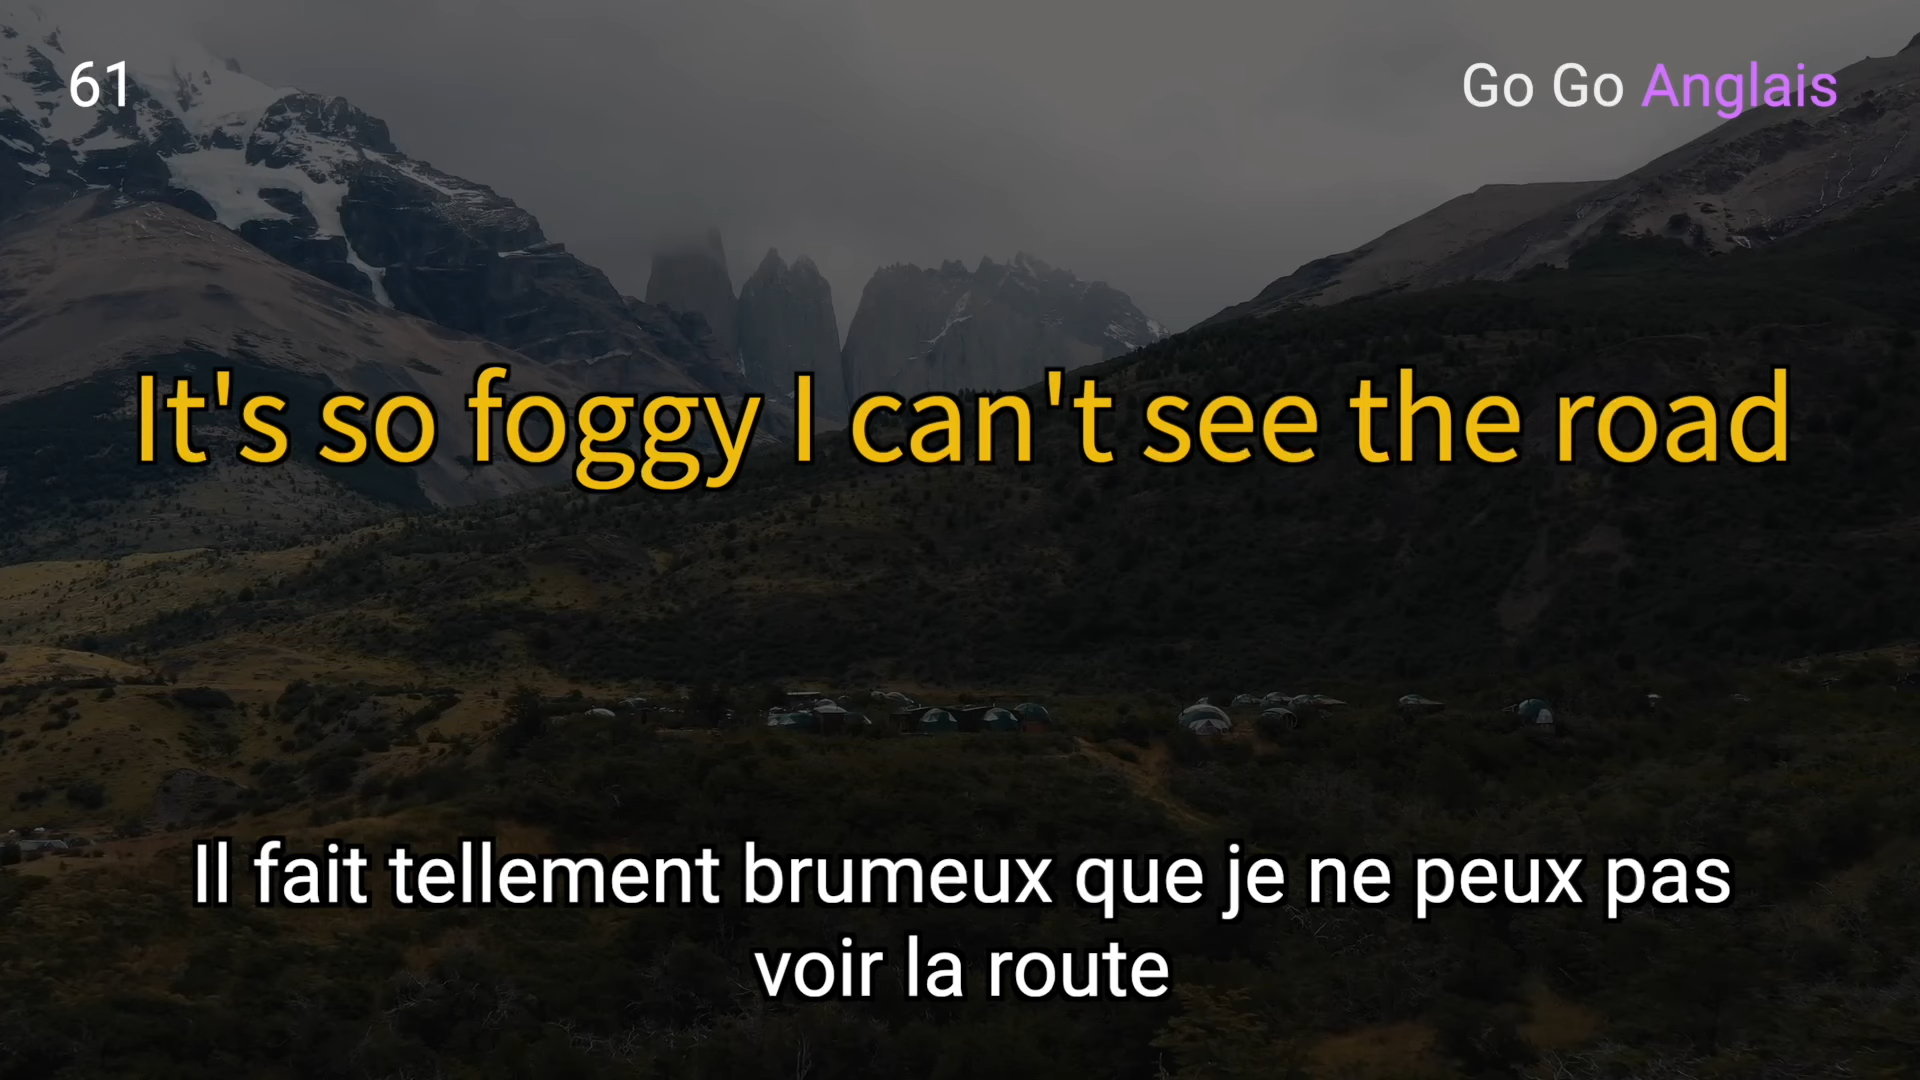 61
Go Go Anglais
It's so foggy I can't see the road
Il fait tellement brumeux que je ne peux pas
voir la route